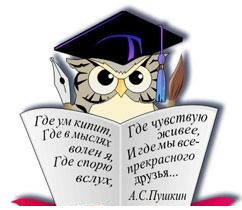 Где ум кипит,
Где в мыслях
волен я,
Где спорю
вслух,
Где чувствую
живее,
И где мы все-
прекрасного
друзья...
А.С.Пушкин